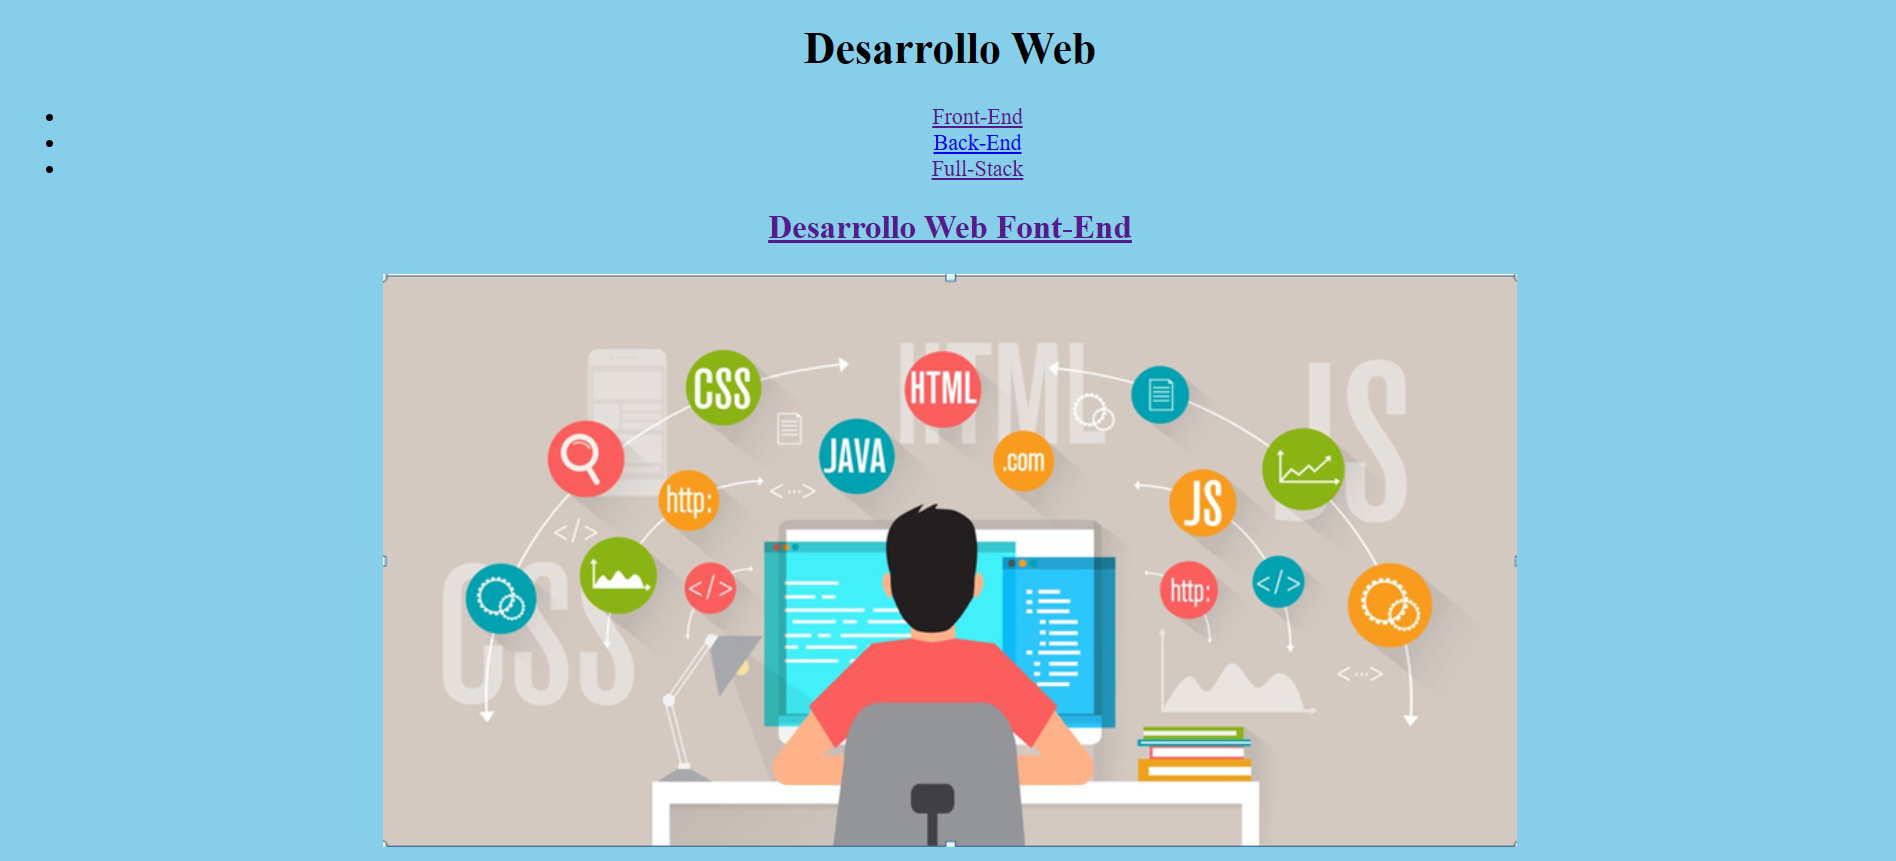 Desarrollo Web
Front-End
Back-End
Full-Stack
Desarrollo Web Font-End
CSS
HTML
HTML
JS
JAVA
.com
http:
JS
</>
CSS
</>
http:
</>
<···>
<···>